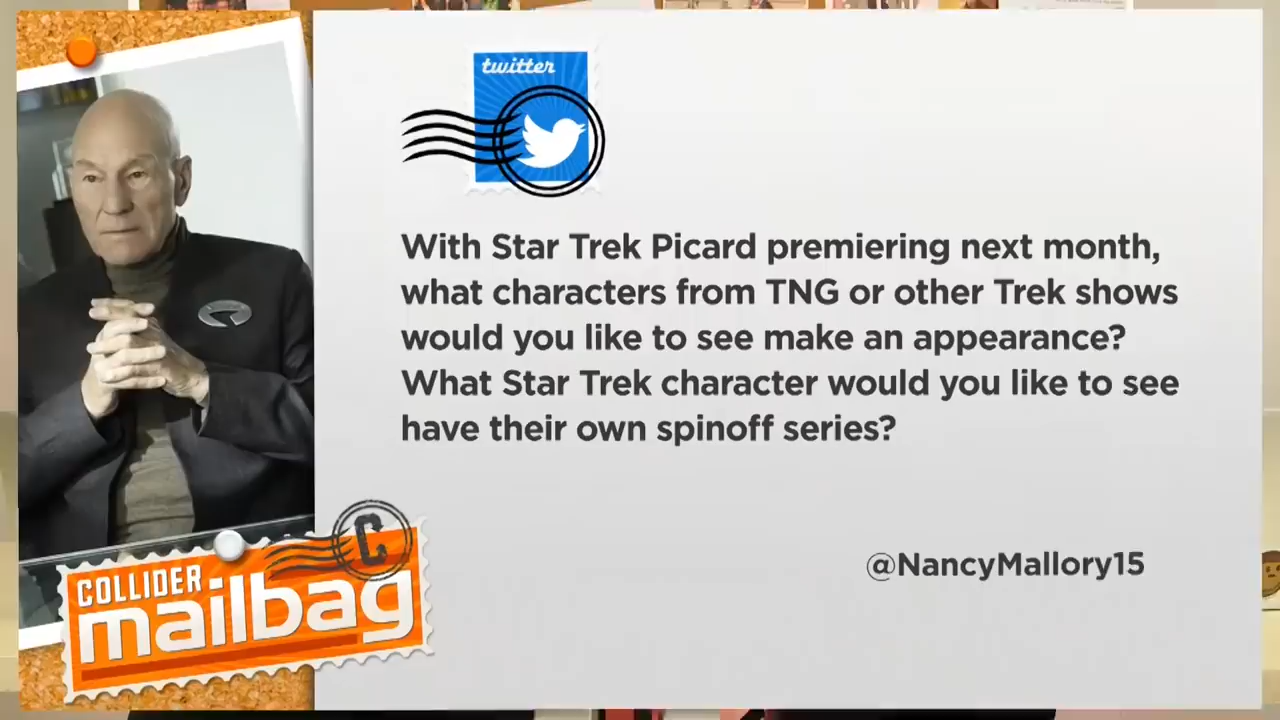 twitter
With Star Trek Picard premiering next month,
what characters from TNG or other Trek shows
would you like to see make an appearance?
What Star Trek character would you like to see
have their own spinoff series?
@NancyMallory15
C
COLLIDER
mailbag